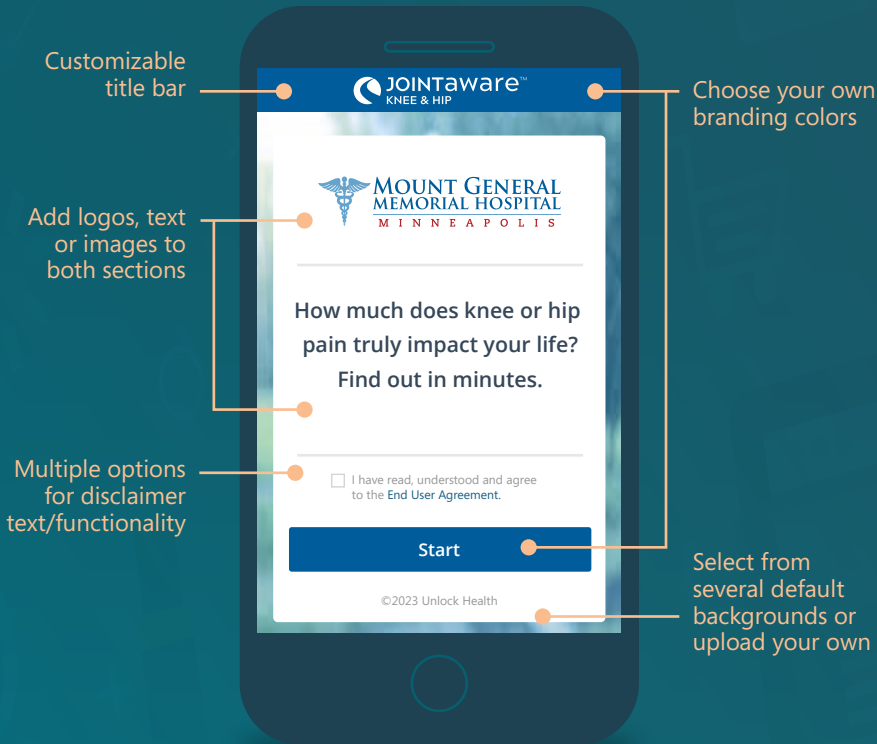 Customizable
title bar
Add logos, text
or images to
both sections
Multiple options
for disclaimer
text/functionality
JOINTaware™
KNEE & HIP
MOUNT GENERAL
MEMORIAL HOSPITAL
MINNEAPOLIS
How much does knee or hip
pain truly impact your life?
Find out in minutes.
I have read, understood and agree
to the End User Agreement.
Start
©2023 Unlock Health
Choose your own
branding colors
Select from
several default
backgrounds or
upload your own